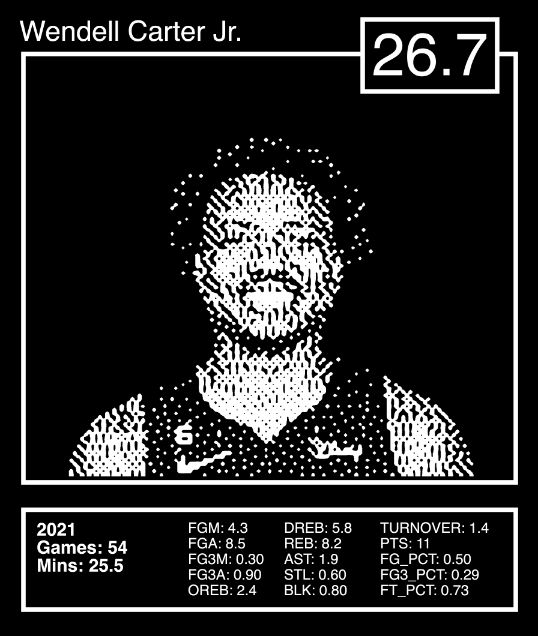 Wendell Carter Jr.
26.7
6
2021
Games: 54
Mins: 25.5
FGM: 4.3
FGA: 8.5
FG3M: 0.30
FG3A: 0.90
OREB: 2.4
DREB: 5.8
REB: 8.2
AST: 1.9
STL: 0.60
BLK: 0.80
TURNOVER: 1.4
PTS: 11
FG_PCT: 0.50
FG3_PCT: 0.29
FT_PCT: 0.73